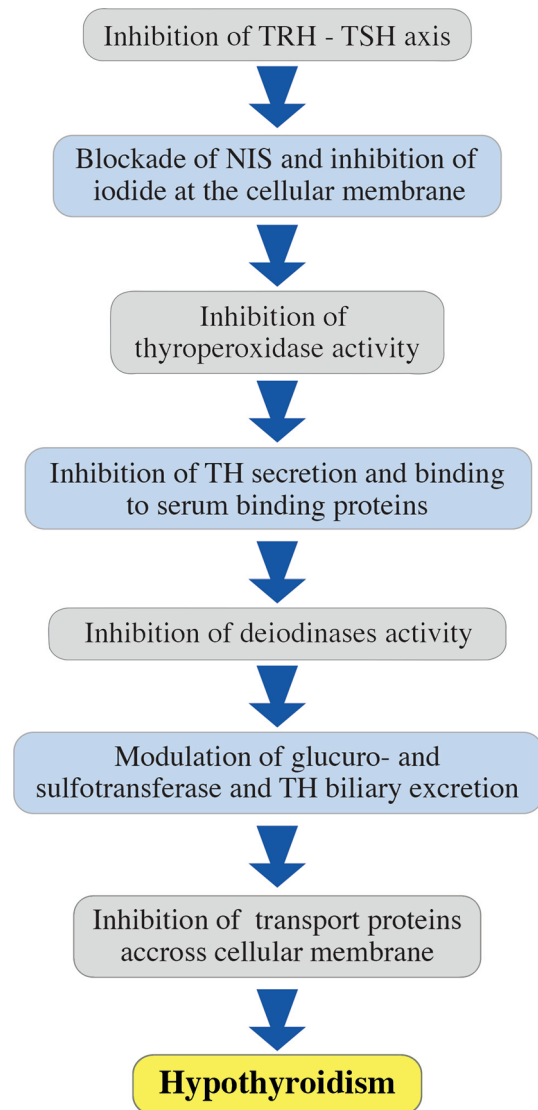 Inhibition of TRH - TSH axis
Blockade of NIS and inhibition of
iodide at the cellular membrane
Inhibition of
thyroperoxidase activity
Inhibition of TH secretion and binding
to serum binding proteins
Inhibition of deiodinases activity
Modulation of glucuro- and
sulfotransferase and TH biliary excretion
Inhibition of transport proteins
accross cellular membrane
Hypothyroidism